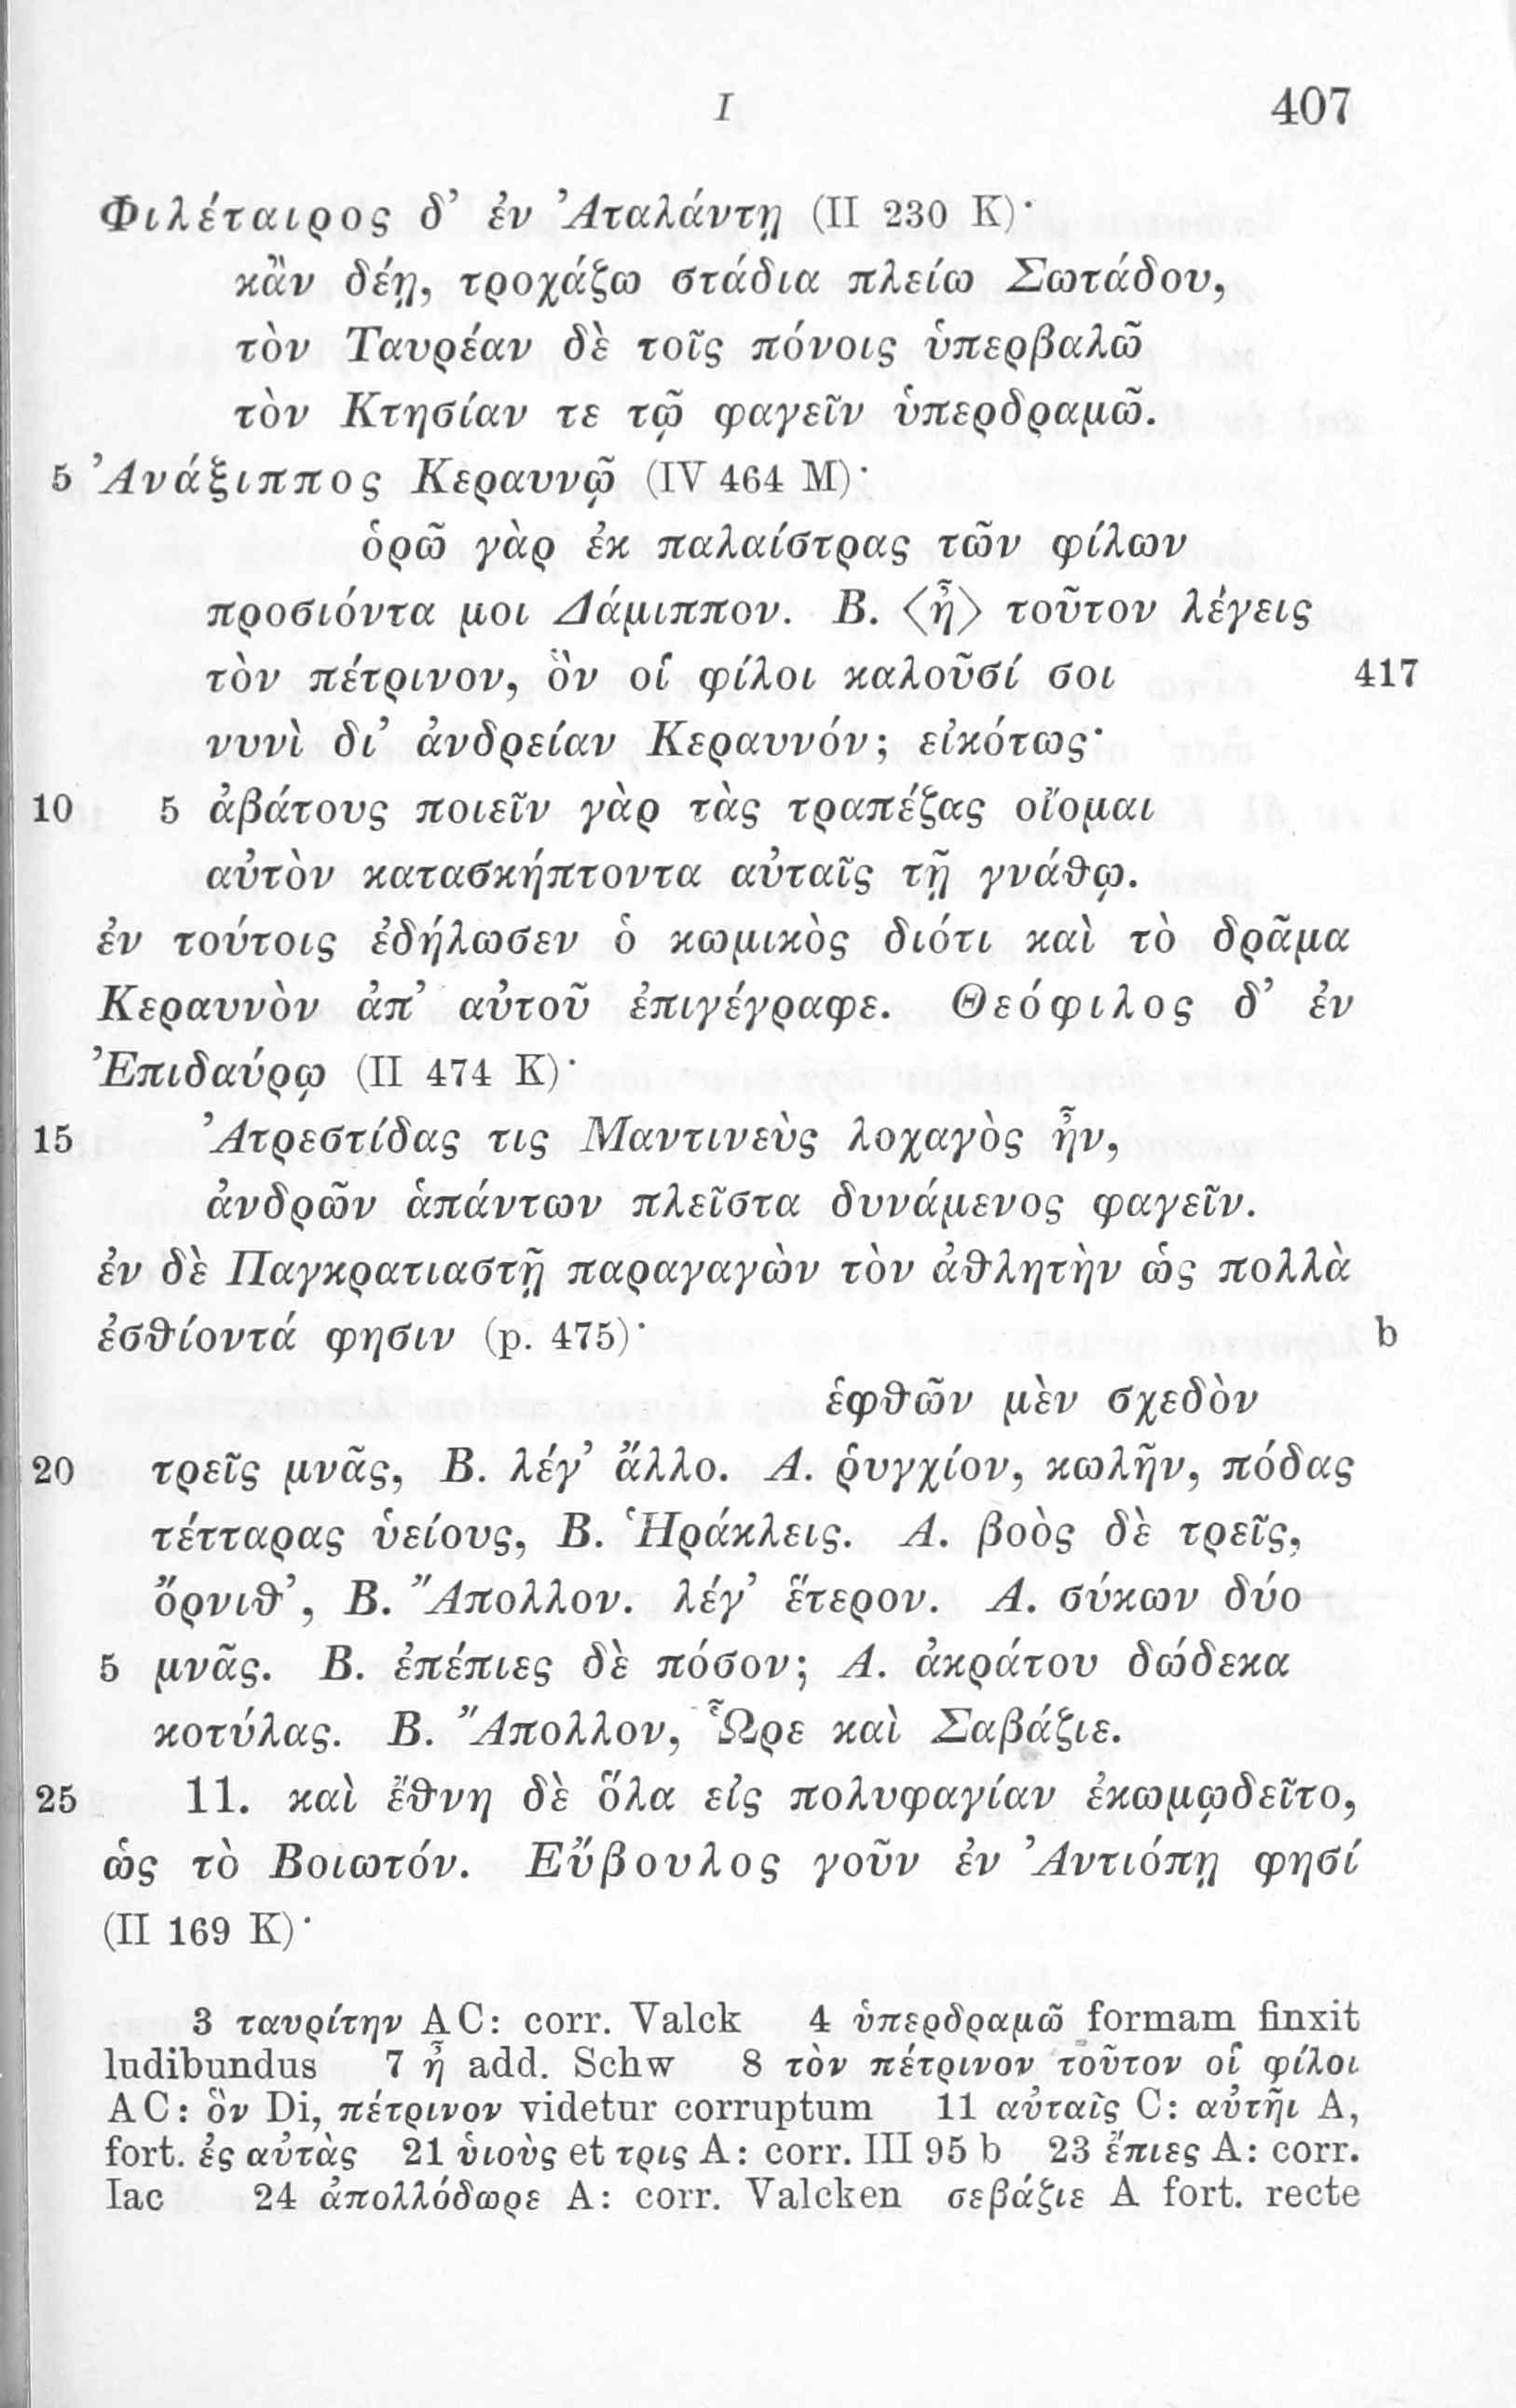 I 407
Φιλέταιρος δ’ ἐν Ἀταλάντῃ (II 230 K)·
κἂν δέῃ, τροχάζω στάδια πλείω Σωτάδου,
τὸν Ταυρέαν δὲ τοῖς πόνοις ὑπερβαλῶ
τὸν Κτησίαν τε τῷ φαγεῖν ὑπερδραμῶ.
5 Ἀνάξιππος Κεραυνῷ (IV 464 M)·
ὁρῶ γὰρ ἐκ παλαίστρας τῶν φίλων
προσιόντα μοι Δάμιππον. B. 〈ἦ〉 τοῦτον λέγεις
τὸν πέτρινον, ὃν οἱ φίλοι καλοῦσί σοι 417
νυνὶ δι’ ἀνδρείαν Κεραυνόν; εἰκότως·
10 5 ἀβάτους ποιεῖν γὰρ τὰς τραπέζας οἴομαι
αὐτὸν κατασκήπτοντα αὐταῖς τῇ γνάθῳ.
ἐν τούτοις ἐδήλωσεν ὁ κωμικὸς διότι καὶ τὸ δρᾶμα
Κεραυνὸν ἀπ’ αὐτοῦ ἐπιγέγραφε. Θεόφιλος δ’ ἐν
Ἐπιδαύρῳ (II 474 K)·
15 Ἀτρεστίδας τις Μαντινεὺς λοχαγὸς ἦν,
ἀνδρῶν ἁπάντων πλεῖστα δυνάμενος φαγεῖν.
ἐν δὲ Παγκρατιαστῇ παραγαγὼν τὸν ἀθλητὴν ὡς πολλὰ
ἐσθίοντά φησιν (p. 475)· b
ἑφθῶν μὲν σχεδὸν
20 τρεῖς μνᾶς, B. λέγ’ ἄλλο. A. ῥυγχίον, κωλῆν, πόδας
τέτταρας ὑείους, B. Ἡράκλεις. A. βοὸς δὲ τρεῖς,
ὄρνιθ’, B. Ἄπολλον. λέγ’ ἕτερον. A. σύκων δύο
5 μνᾶς. B. ἐπέπιες δὲ πόσον; A. ἀκράτου δώδεκα
κοτύλας. B. Ἄπολλον, Ὧρε καὶ Σαβάζιε.
25 11. καὶ ἔθνη δὲ ὅλα εἰς πολυφαγίαν ἐκωμῳδεῖτο,
ὡς τὸ Βοιωτόν. Εὔβουλος γοῦν ἐν Ἀντιόπῃ φησί
(II 169 K)·
3 ταυρίτην AC: corr. Valck 4 ὑπερδραμῶ formam finxit
ludibundus 7 ἦ add. Schw 8 τὸν πέτρινον τοῦτον οἱ φίλοι
AC: ὃν Di, πέτρινον videtur corruptum 11 αὐταῖς C: αὐτῆι A,
fort. ἐς αὐτὰς 21 ὑιοὺς et τρις A: corr. III 95 b 23 ἔπιες A: corr.
Iac 24 ἀπολλόδωρε A: corr. Valcken σεβάζιε A fort. recte